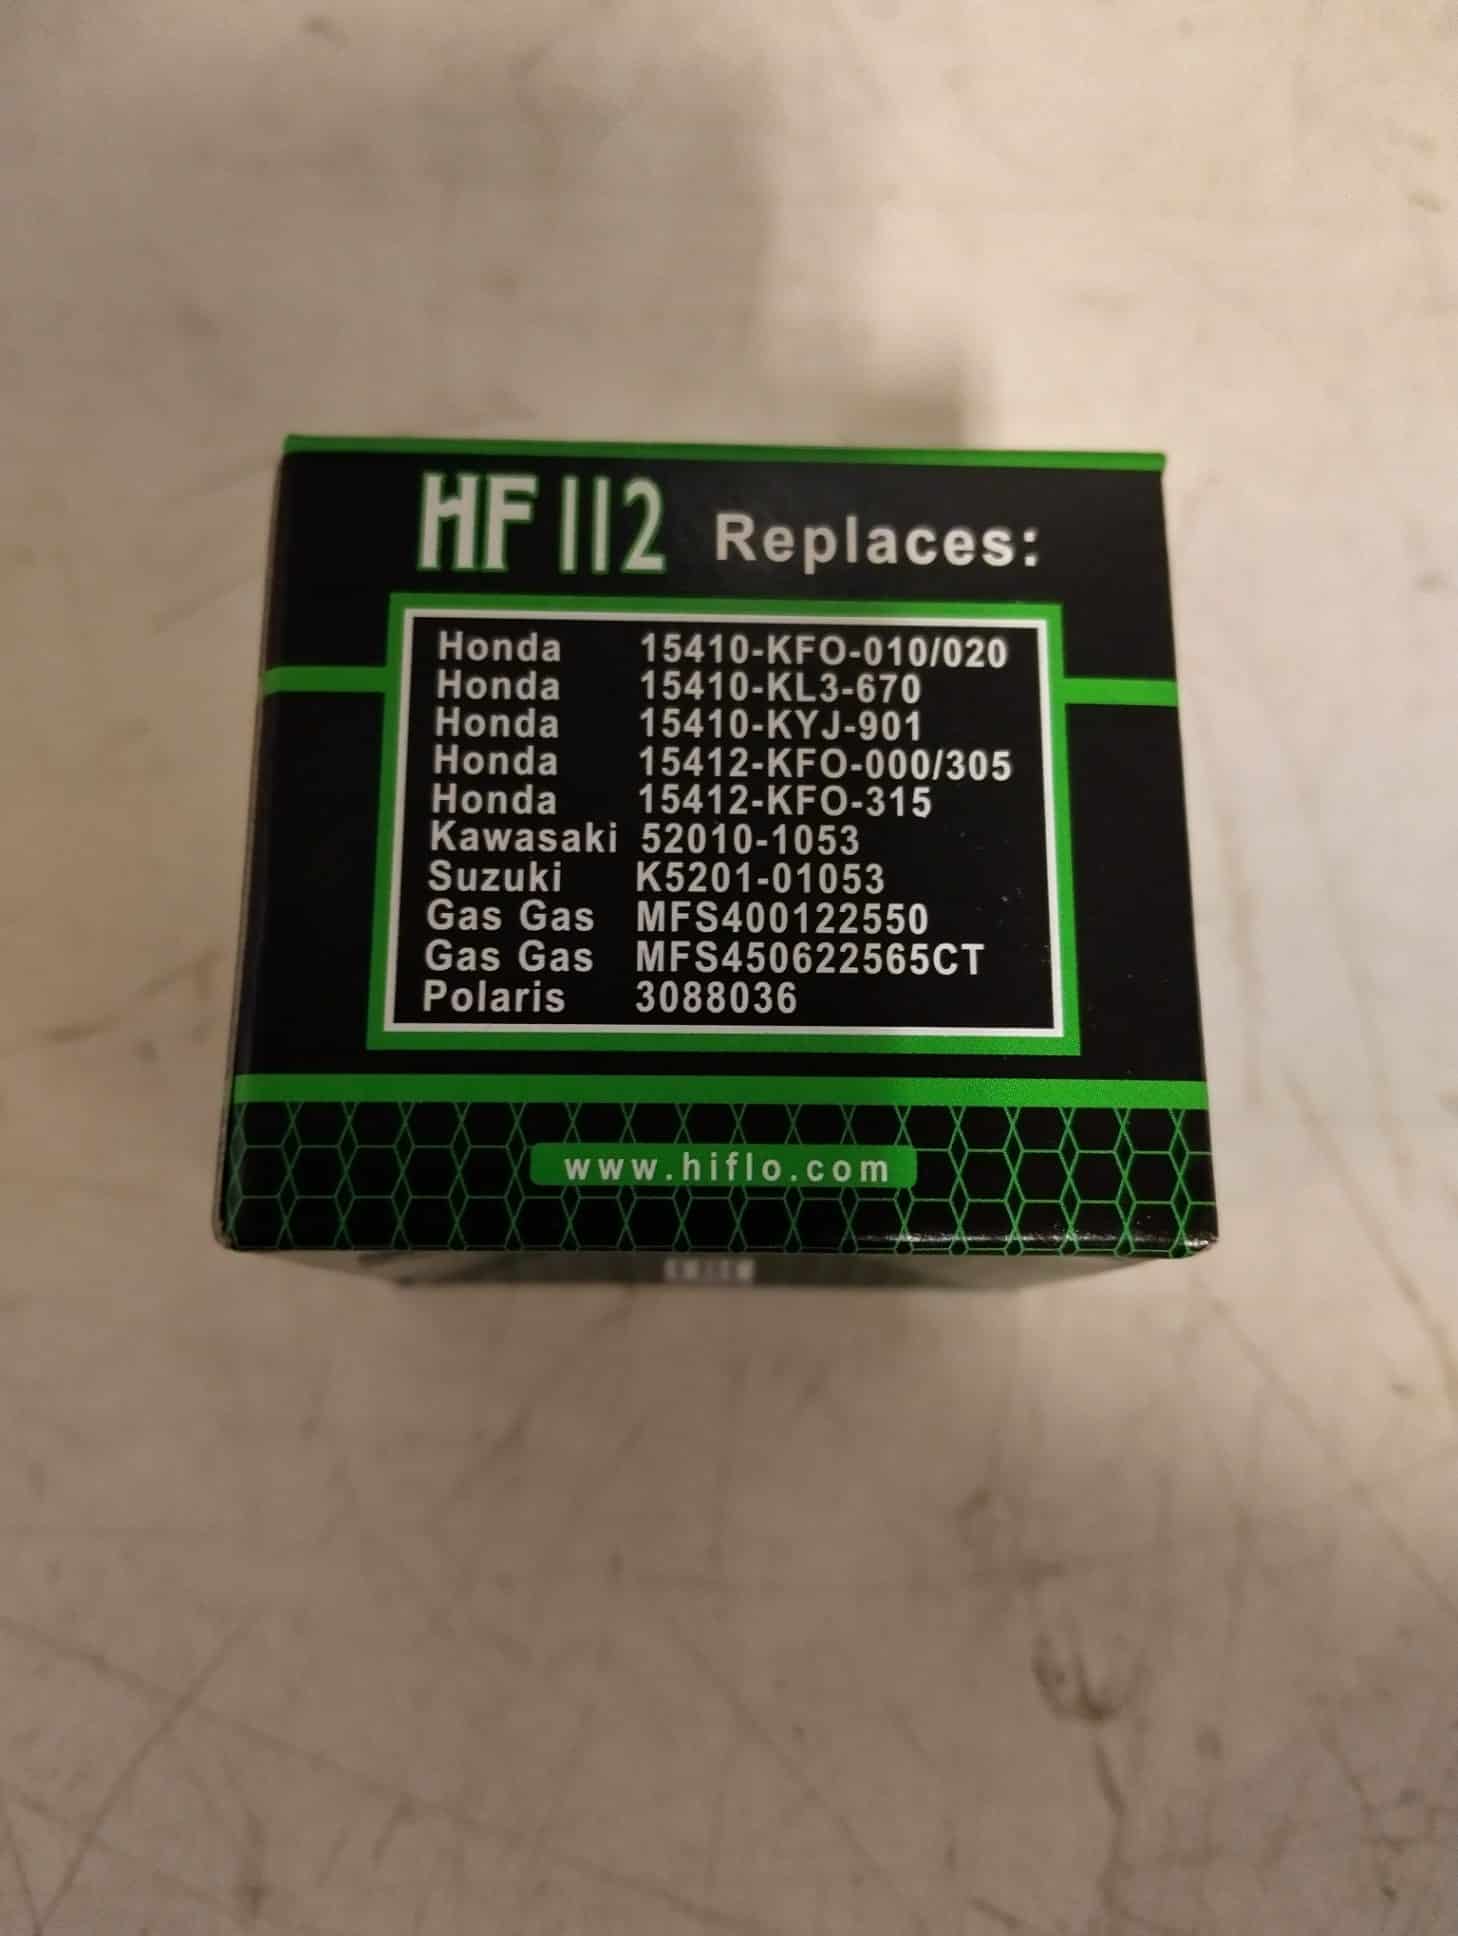 HF112 Replaces:
Honda 15410-KFO-010/020
Honda 15410-KL3-670
Honda 15410-KYJ-901
Honda 15412-KFO-000/305
Honda 15412-KFO-315
Kawasaki 52010-1053
Suzuki K5201-01053
Gas Gas MFS400122550
Gas Gas MFS450622565CT
Polaris 3088036
www.hiflo.com